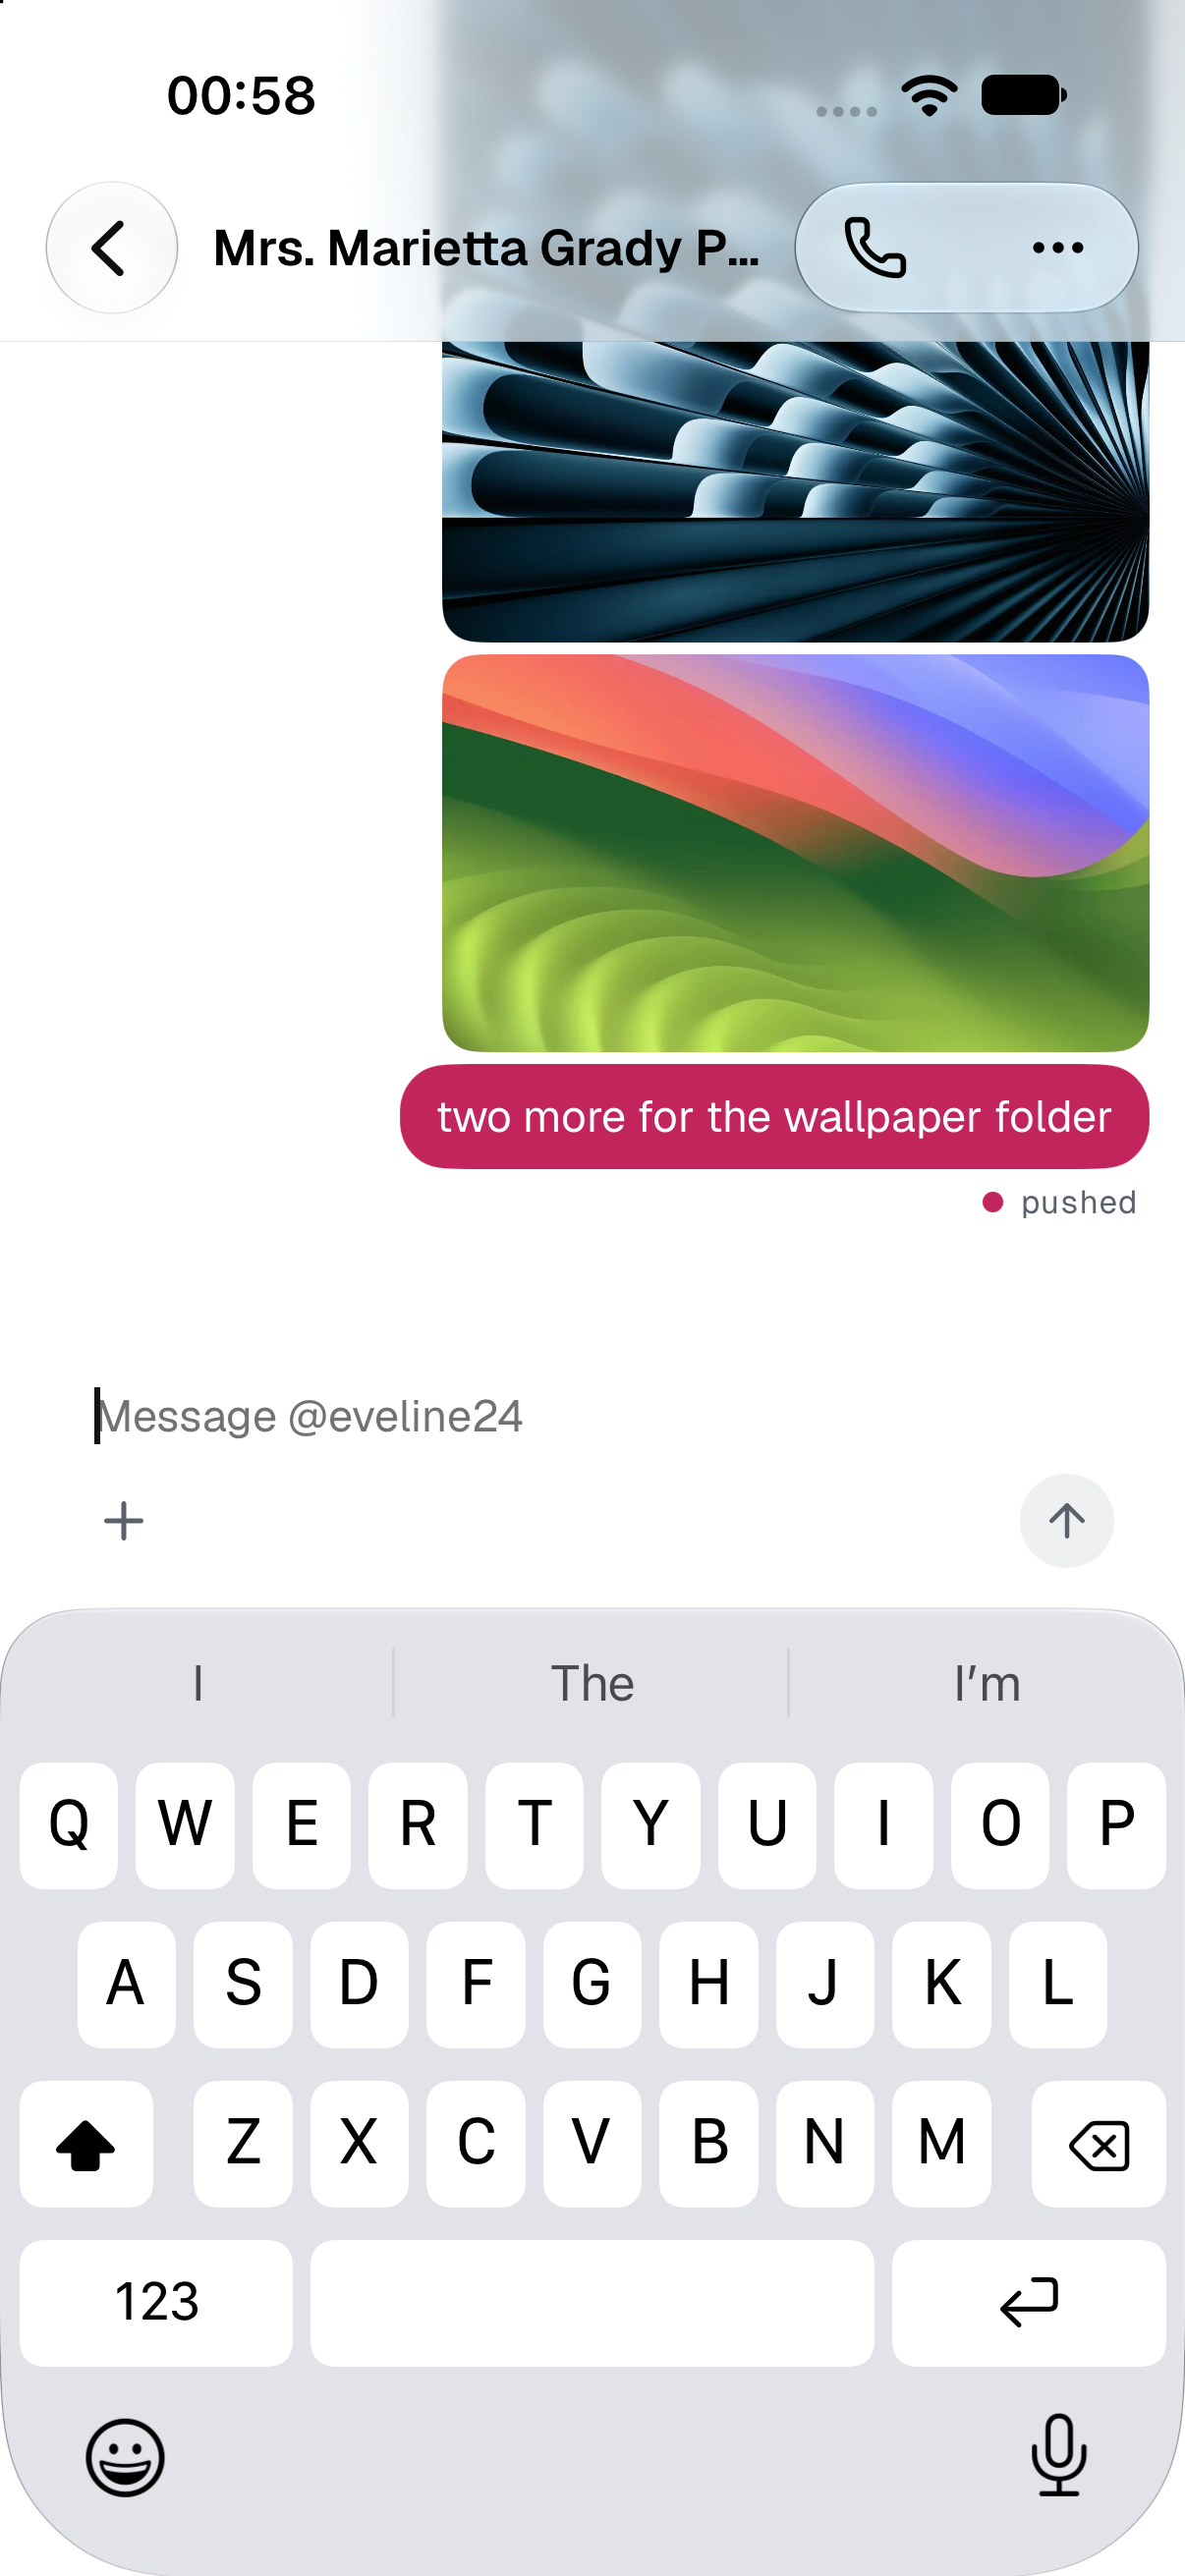 00:58
Mrs. Marietta Grady P...
two more for the wallpaper folder
pushed
Message @eveline24
I The I’m
Q W E R T Y U I O P
A S D F G H J K L
Z X C V B N M
123